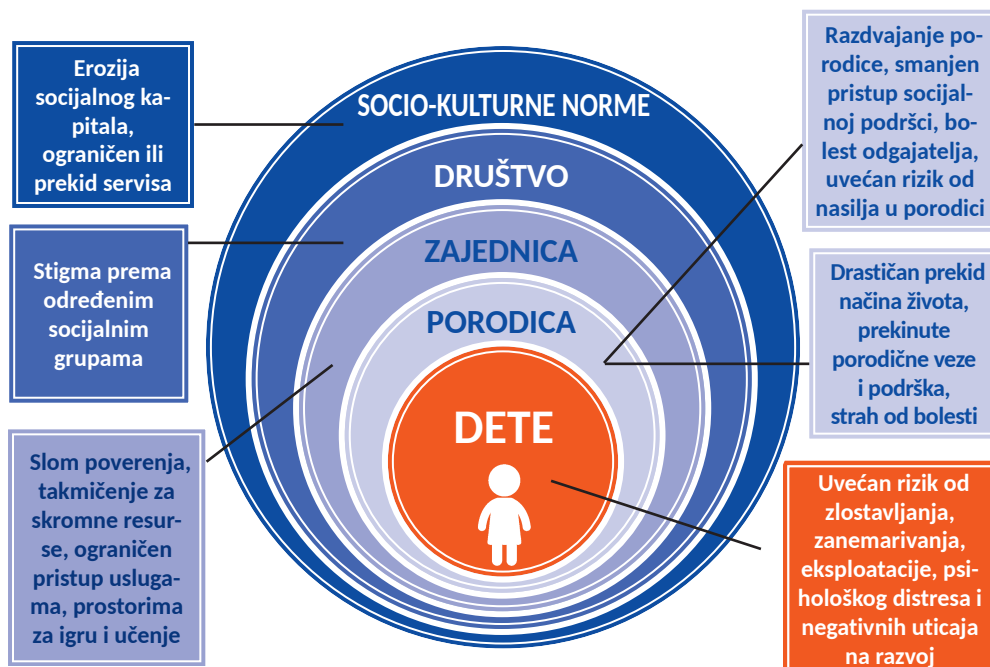 Erozija
socijalnog ka-
pitala,
ograničen ili
prekid servisa
Stigma prema
određenim
socijalnim
grupama
Slom poverenja,
takmičenje za
skromne resur-
se, ograničen
pristup usluga-
ma, prostorima
za igru i učenje
SOCIO-KULTURNE NORME
DRUŠTVO
ZAJEDNICA
PORODICA
DETE
Razdvajanje po-
rodice, smanjen
pristup socijal-
noj podršci, bo-
lest odgajatelja,
uvećan rizik od
nasilja u porodici
Drastičan prekid
načina života,
prekinute
porodične veze
i podrška,
strah od bolesti
Uvećan rizik od
zlostavljanja,
zanemarivanja,
eksploatacije, psi-
hološkog distresa i
negativnih uticaja
na razvoj